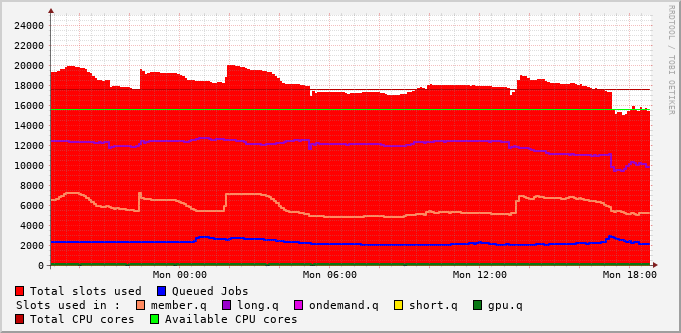 24000
22000
20000
18000
16000
14000
12000
10000
8000
6000
4000
2000
0
Mon 00:00 Mon 06:00 Mon 12:00 Mon 18:00
RRDTOOL / TOBI OETIKER
Total slots used Queued Jobs
Slots used in : member.q long.q ondemand.q short.q gpu.q
Total CPU cores Available CPU cores